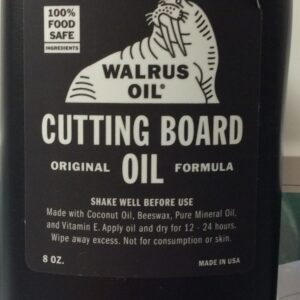 100%
FOOD
SAFE
INGREDIENTS
WALRUS
OIL®
CUTTING BOARD
ORIGINAL OIL FORMULA
SHAKE WELL BEFORE USE
Made with Coconut Oil, Beeswax, Pure Mineral Oil,
and Vitamin E. Apply oil and dry for 12 - 24 hours.
Wipe away excess. Not for consumption or skin.
8 OZ. MADE IN USA